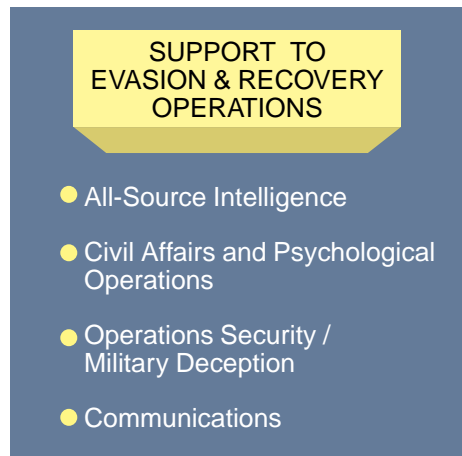 SUPPORT TO
EVASION & RECOVERY
OPERATIONS
All-Source Intelligence
Civil Affairs and Psychological
Operations
Operations Security /
Military Deception
Communications